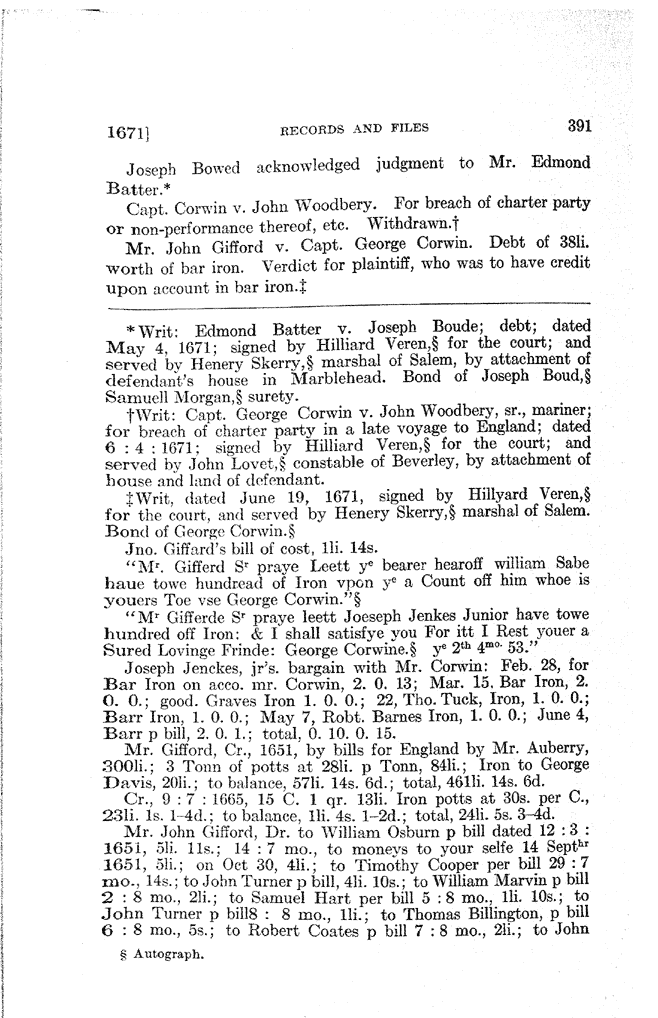 1671] RECORDS AND FILES 391
Joseph Bowed acknowledged judgment to Mr. Edmond
Batter.*
Capt. Corwin v. John Woodbery. For breach of charter party
or non-performance thereof, etc. Withdrawn.†
Mr. John Gifford v. Capt. George Corwin. Debt of 38li.
worth of bar iron. Verdict for plaintiff, who was to have credit
upon account in bar iron.‡
*Writ: Edmond Batter v. Joseph Boude; debt; dated
May 4, 1671; signed by Hilliard Veren,§ for the court; and
served by Henery Skerry,§ marshal of Salem, by attachment of
defendant's house in Marblehead. Bond of Joseph Boud,§
Samuell Morgan,§ surety.
†Writ: Capt. George Corwin v. John Woodbery, sr., mariner;
for breach of charter party in a late voyage to England; dated
6 : 4 : 1671; signed by Hilliard Veren,§ for the court; and
served by John Lovet,§ constable of Beverley, by attachment of
house and land of defendant.
‡Writ, dated June 19, 1671, signed by Hillyard Veren,§
for the court, and served by Henery Skerry,§ marshal of Salem.
Bond of George Corwin.§
Jno. Giffard's bill of cost, 1li. 14s.
"Mr. Gifferd Sr praye Leett ye bearer hearoff william Sabe
haue towe hundread of Iron vpon ye a Count off him whoe is
youers Toe vse George Corwin."§
"Mr Gifferde Sr praye leett Joeseph Jenkes Junior have towe
hundred off Iron: & I shall satisfye you For itt I Rest youer a
Sured Lovinge Frinde: George Corwine.§ ye 2th 4mo. 53."
Joseph Jenckes, jr's. bargain with Mr. Corwin: Feb. 28, for
Bar Iron on acco. mr. Corwin, 2. 0. 13; Mar. 15, Bar Iron, 2.
0. 0.; good. Graves Iron 1. 0. 0.; 22, Tho. Tuck, Iron, 1. 0. 0.;
Barr Iron, 1. 0. 0.; May 7, Robt. Barnes Iron, 1. 0. 0.; June 4,
Barr p bill, 2. 0. 1.; total, 0. 10. 0. 15.
Mr. Gifford, Cr., 1651, by bills for England by Mr. Auberry,
300li.; 3 Tonn of potts at 28li. p Tonn, 84li.; Iron to George
Davis, 20li.; to balance, 57li. 14s. 6d.; total, 461li. 14s. 6d.
Cr., 9 : 7 : 1665, 15 C. 1 qr. 13li. Iron potts at 30s. per C.,
23li. 1s. 1-4d.; to balance, 1li. 4s. 1-2d.; total, 24li. 5s. 3-4d.
Mr. John Gifford, Dr. to William Osburn p bill dated 12 : 3 :
1651, 5li. 11s.; 14 : 7 mo., to moneys to your selfe 14 Septhr
1651, 5li.; on Oct 30, 4li.; to Timothy Cooper per bill 29 : 7
mo., 14s.; to John Turner p bill, 4li. 10s.; to William Marvin p bill
2 : 8 mo., 2li.; to Samuel Hart per bill 5 : 8 mo., 1li. 10s.; to
John Turner p bill8 : 8 mo., 1li.; to Thomas Billington, p bill
6 : 8 mo., 5s.; to Robert Coates p bill 7 : 8 mo., 2li.; to John
§ Autograph.